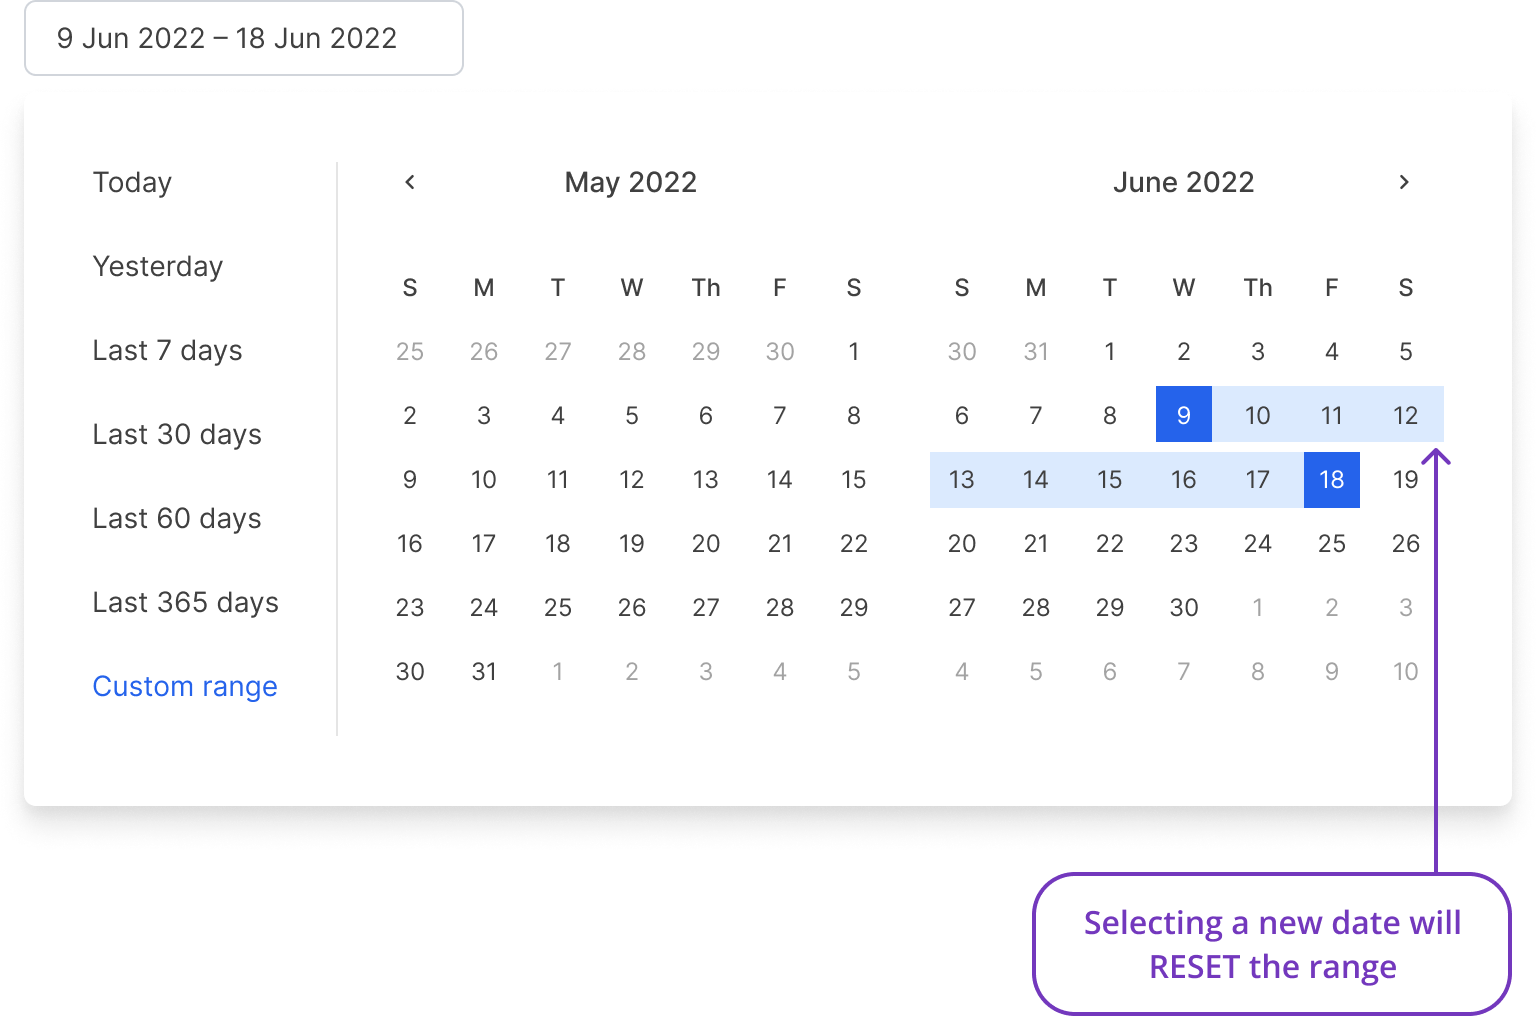 9 Jun 2022 – 18 Jun 2022
Today
Yesterday
Last 7 days
Last 30 days
Last 60 days
Last 365 days
Custom range
May 2022
S M T W Th F S
25 26 27 28 29 30 1
2 3 4 5 6 7 8
9 10 11 12 13 14 15
16 17 18 19 20 21 22
23 24 25 26 27 28 29
30 31 1 2 3 4 5
June 2022
S M T W Th F S
30 31 1 2 3 4 5
6 7 8 9 10 11 12
13 14 15 16 17 18 19
20 21 22 23 24 25 26
27 28 29 30 1 2 3
4 5 6 7 8 9 10
Selecting a new date will
RESET the range